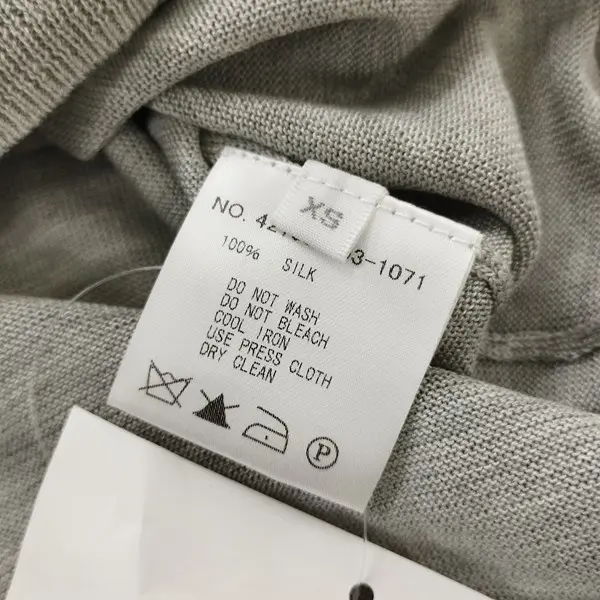 XS
NO. 42 3-1071
100% SILK
DO NOT WASH
DO NOT BLEACH
COOL IRON
USE PRESS CLOTH
DRY CLEAN
P